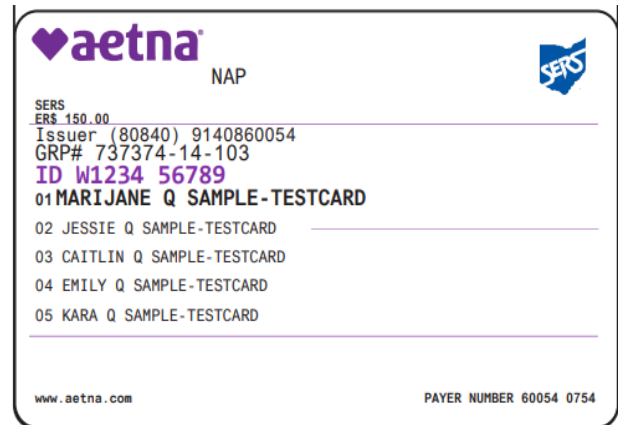 aetna
NAP
SERS
SERS
ER$ 150.00
Issuer (80840) 9140860054
GRP# 737374-14-103
ID W1234 56789
01 MARIJANE Q SAMPLE-TESTCARD
02 JESSIE Q SAMPLE-TESTCARD
03 CAITLIN Q SAMPLE-TESTCARD
04 EMILY Q SAMPLE-TESTCARD
05 KARA Q SAMPLE-TESTCARD
www.aetna.com PAYER NUMBER 60054 0754